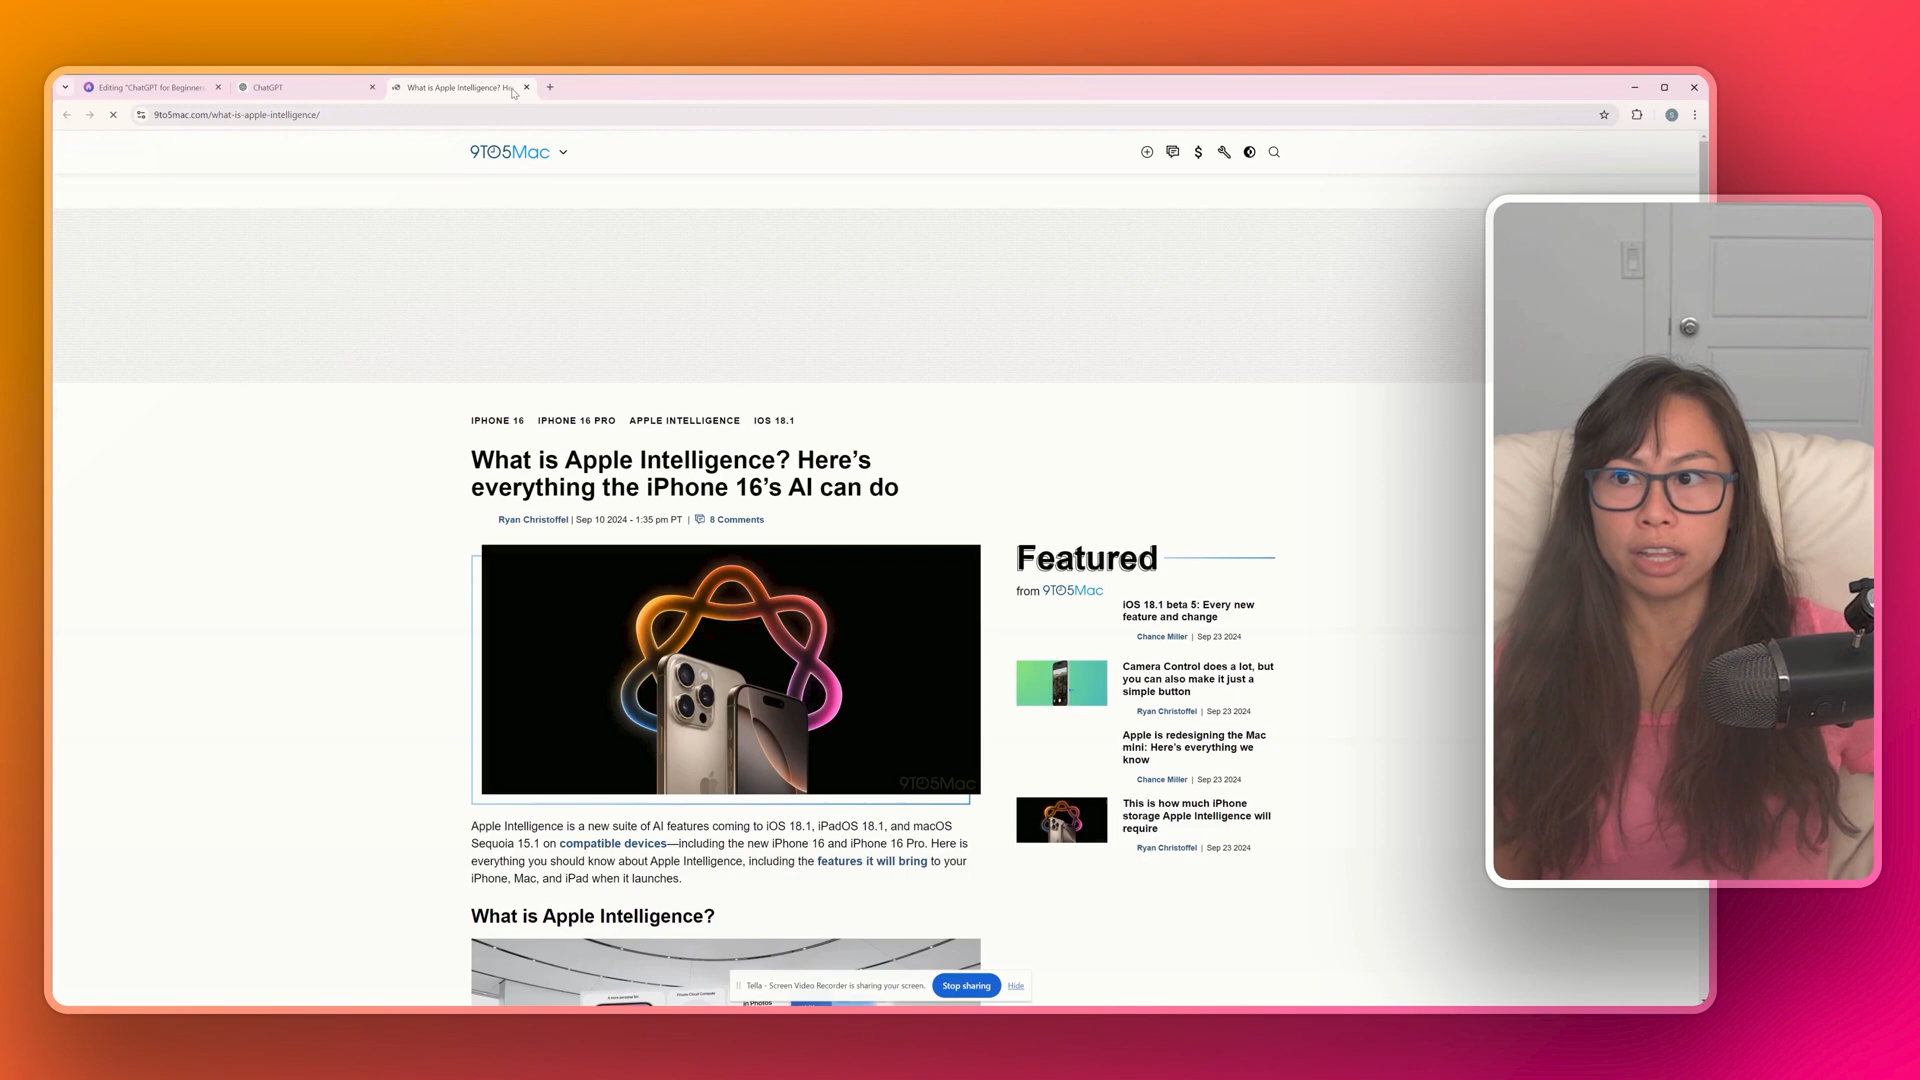 Editing "ChatGPT for Beginners
ChatGPT
What is Apple Intelligence? He
9to5mac.com/what-is-apple-intelligence/
S
9TO5Mac
IPHONE 16 IPHONE 16 PRO APPLE INTELLIGENCE IOS 18.1
What is Apple Intelligence? Here’s
everything the iPhone 16’s AI can do
Ryan Christoffel | Sep 10 2024 - 1:35 pm PT | 8 Comments
9TO5Mac
Apple Intelligence is a new suite of AI features coming to iOS 18.1, iPadOS 18.1, and macOS
Sequoia 15.1 on compatible devices—including the new iPhone 16 and iPhone 16 Pro. Here is
everything you should know about Apple Intelligence, including the features it will bring to your
iPhone, Mac, and iPad when it launches.
What is Apple Intelligence?
Private Cloud Compute
in Photos
Featured
from 9TO5Mac
iOS 18.1 beta 5: Every new
feature and change
Chance Miller | Sep 23 2024
Camera Control does a lot, but
you can also make it just a
simple button
Ryan Christoffel | Sep 23 2024
Apple is redesigning the Mac
mini: Here’s everything we
know
Chance Miller | Sep 23 2024
This is how much iPhone
storage Apple Intelligence will
require
Ryan Christoffel | Sep 23 2024
Tella - Screen Video Recorder is sharing your screen.
Stop sharing
Hide